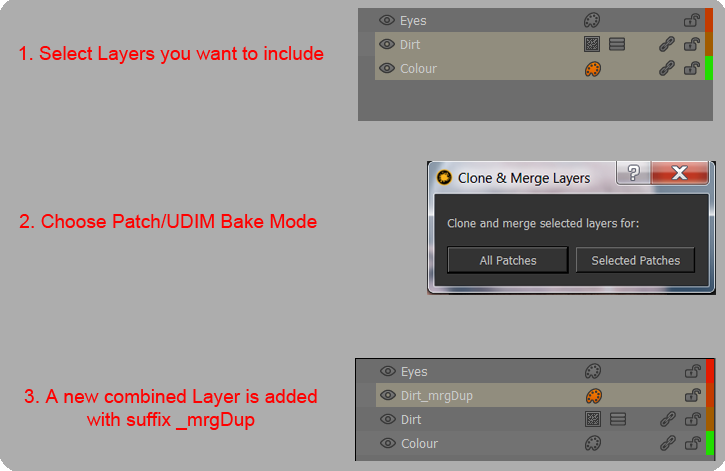 1. Select Layers you want to include
Eyes
Dirt
Colour
2. Choose Patch/UDIM Bake Mode
Clone & Merge Layers
?
Clone and merge selected layers for:
All Patches
Selected Patches
3. A new combined Layer is added
with suffix _mrgDup
Eyes
Dirt_mrgDup
Dirt
Colour